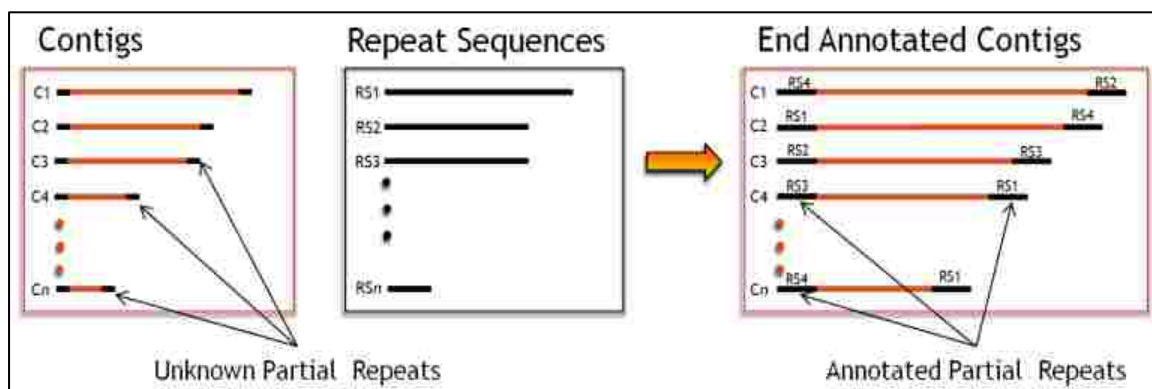 Contigs
C1
C2
C3
C4
Cn
Unknown Partial Repeats
Repeat Sequences
RS1
RS2
RS3
RSn
End Annotated Contigs
C1 RS4 RS2
C2 RS1 RS4
C3 RS2 RS3
C4 RS3 RS1
Cn RS4 RS1
Annotated Partial Repeats